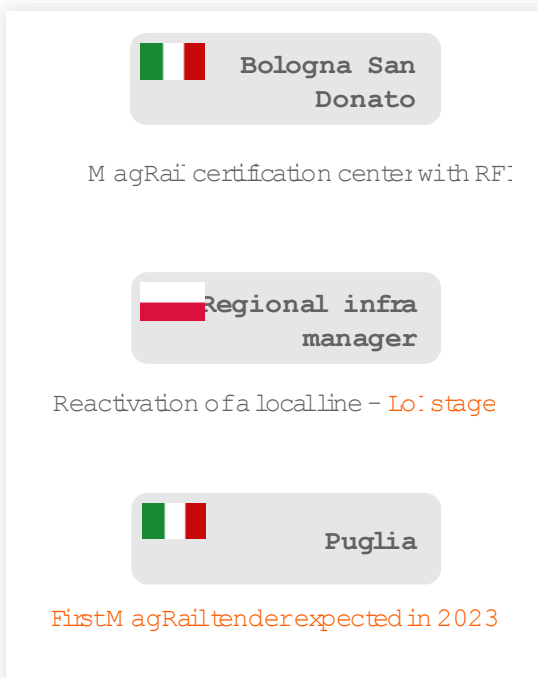 Bologna San
Donato
MagRail certification center with RFI
Regional infra
manager
Reactivation of a local line – LoI stage
Puglia
First MagRail tender expected in 2023